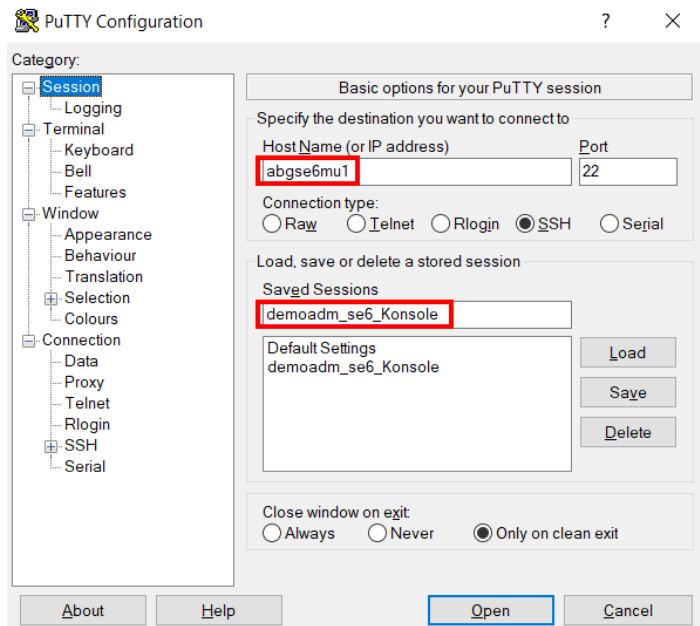 PuTTY Configuration ? ×
Category:
Session
Logging
Terminal
Keyboard
Bell
Features
Window
Appearance
Behaviour
Translation
Selection
Colours
Connection
Data
Proxy
Telnet
Rlogin
SSH
Serial
Basic options for your PuTTY session
Specify the destination you want to connect to
Host Name (or IP address) Port
abgse6mu1 22
Connection type:
Raw Telnet Rlogin SSH Serial
Load, save or delete a stored session
Saved Sessions
demoadm_se6_Konsole
Default Settings
demoadm_se6_Konsole
Load
Save
Delete
Close window on exit:
Always Never Only on clean exit
About Help Open Cancel